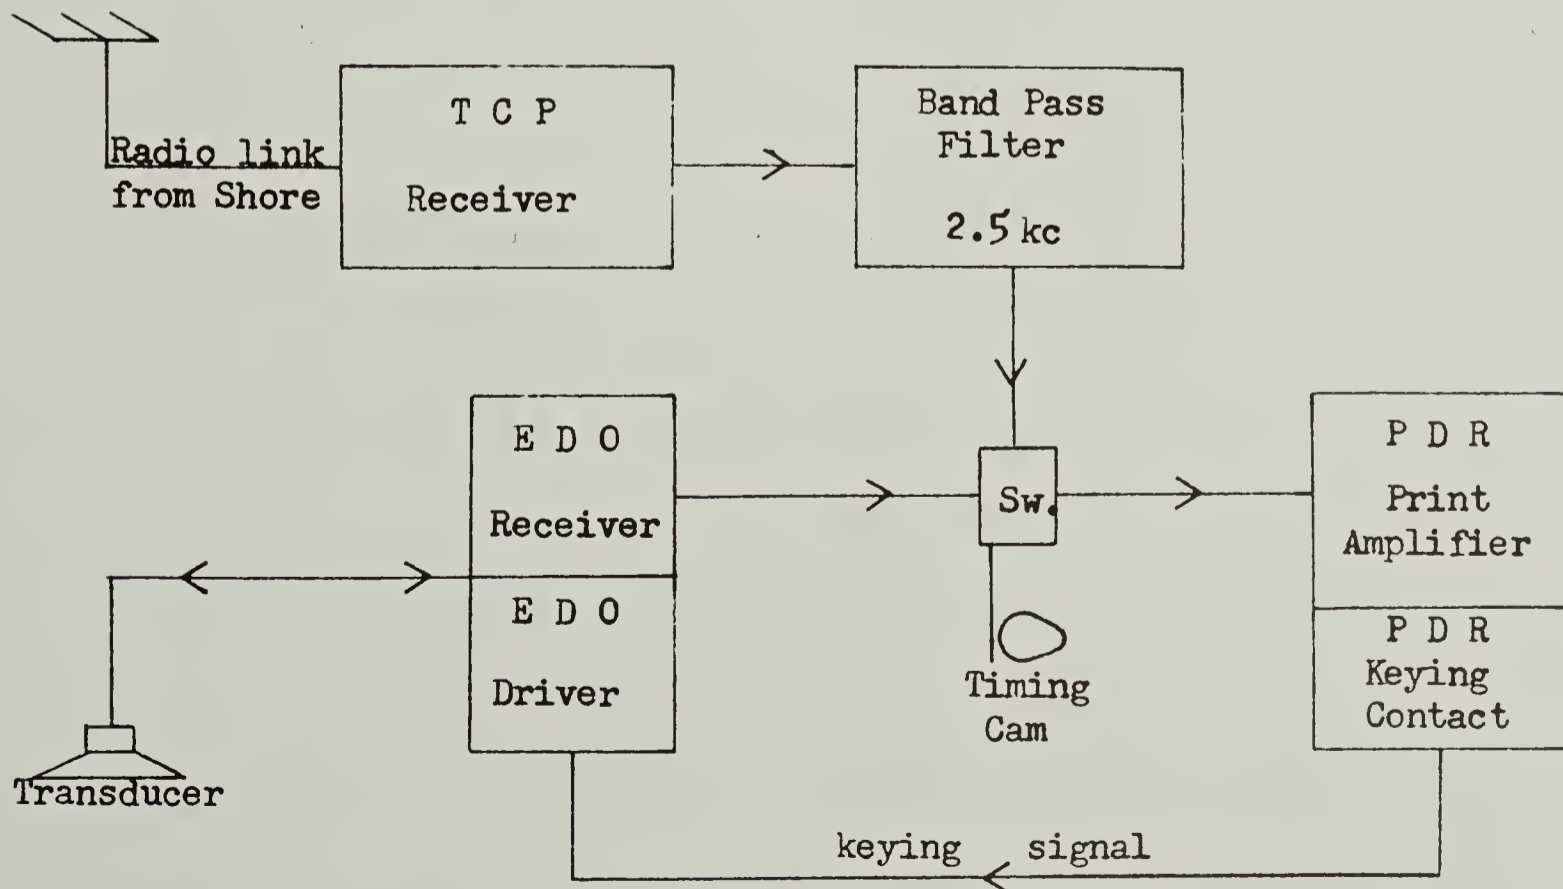 T C P
Receiver
Radio link
from Shore
Band Pass
Filter
2.5 kc
E D O
Receiver
E D O
Driver
Sw.
P D R
Print
Amplifier
P D R
Keying
Contact
Timing
Cam
Transducer
keying signal